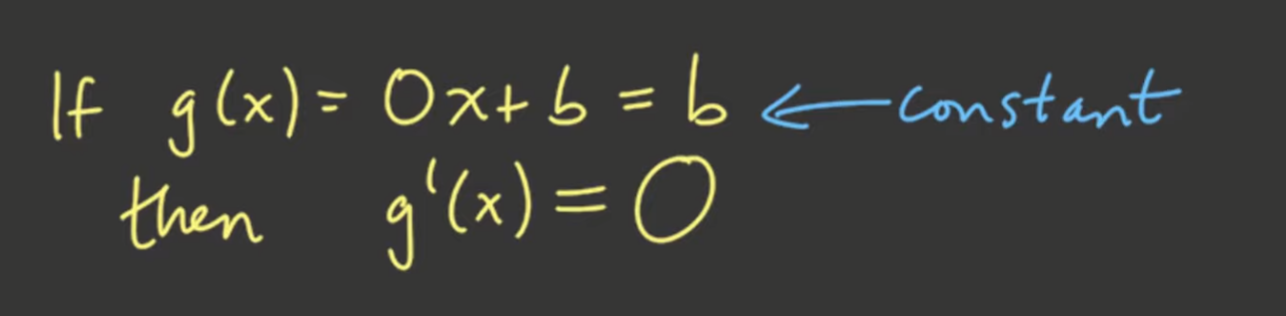 If g(x) = 0x + b = b ← constant
then g'(x) = 0